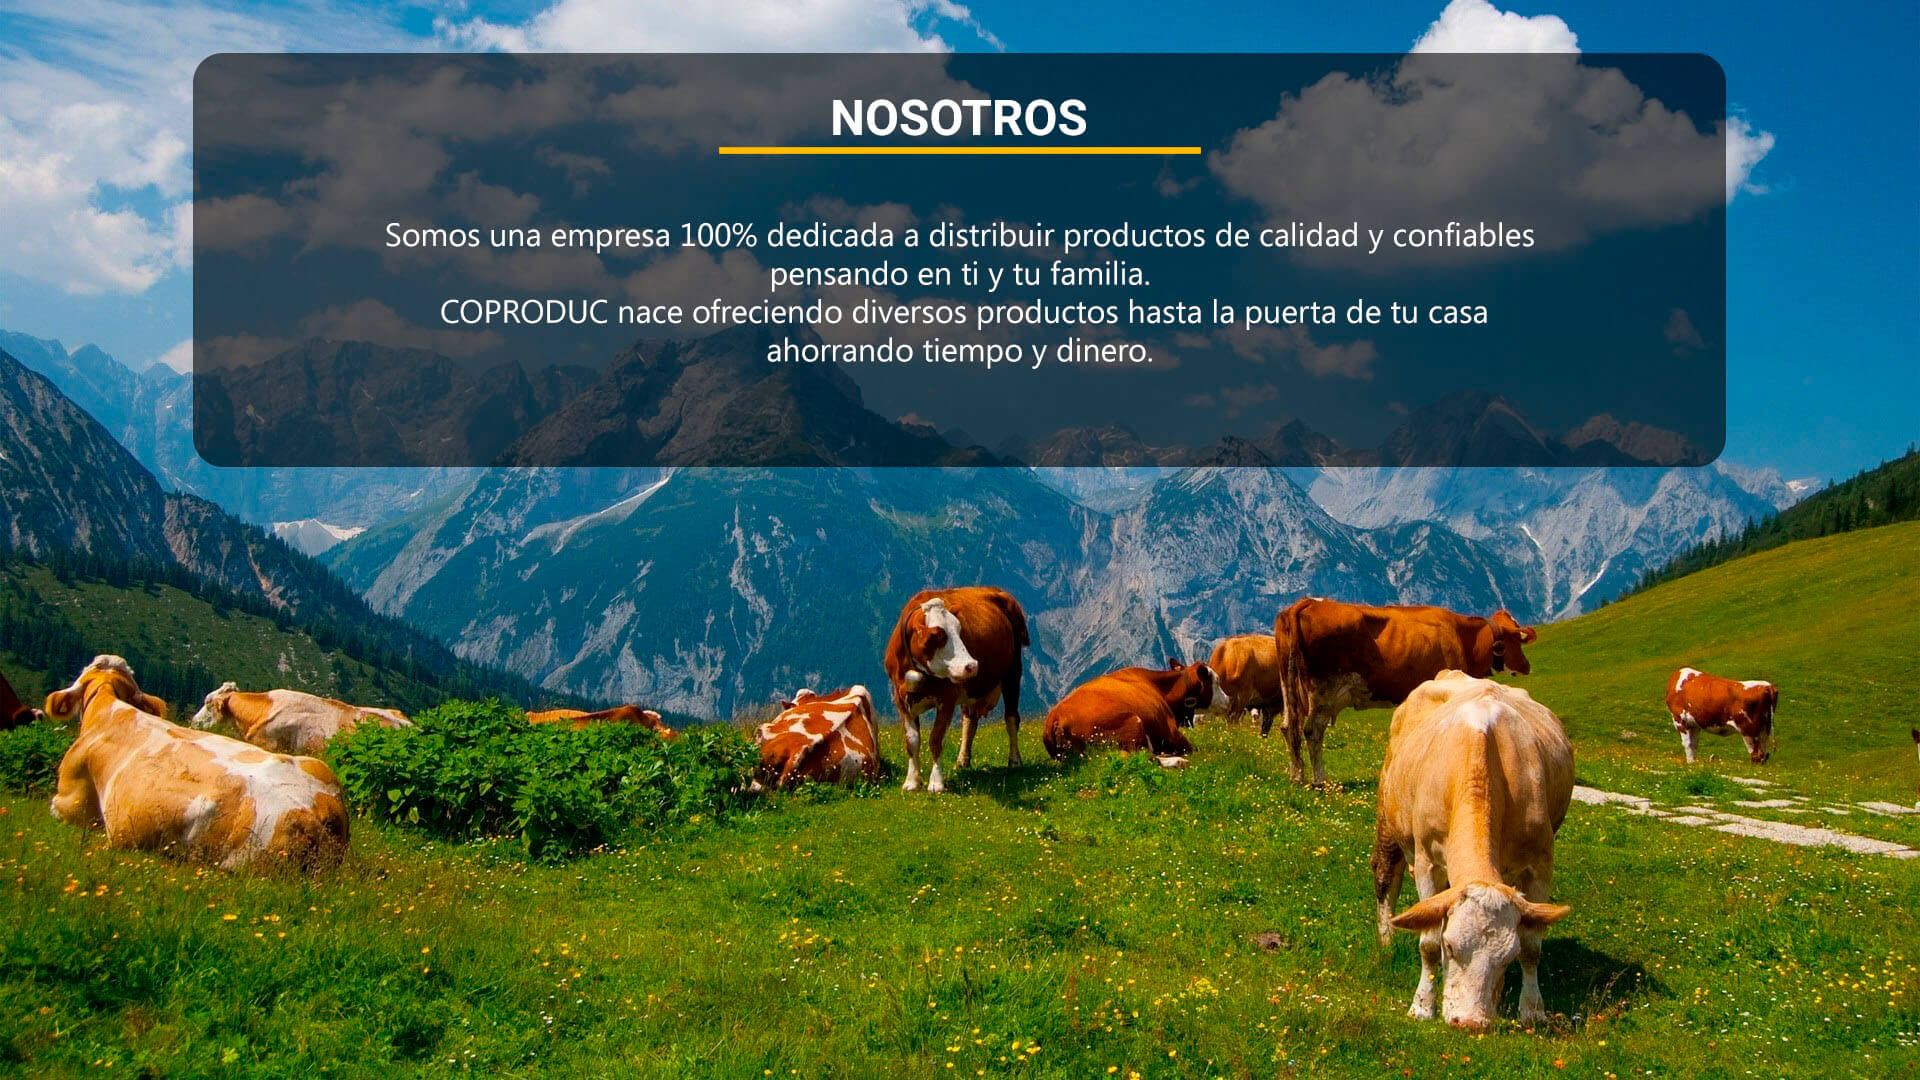 NOSOTROS
Somos una empresa 100% dedicada a distribuir productos de calidad y confiables
pensando en ti y tu familia.
COPRODUC nace ofreciendo diversos productos hasta la puerta de tu casa
ahorrando tiempo y dinero.